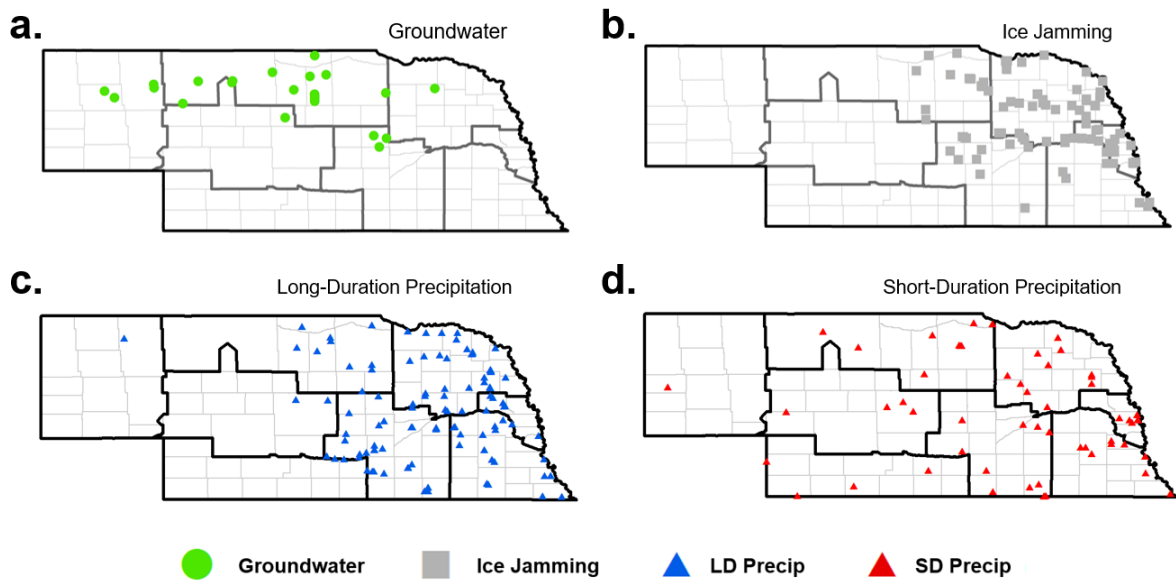 a.
Groundwater
b.
Ice Jamming
c.
Long-Duration Precipitation
d.
Short-Duration Precipitation
Groundwater
Ice Jamming
LD Precip
SD Precip